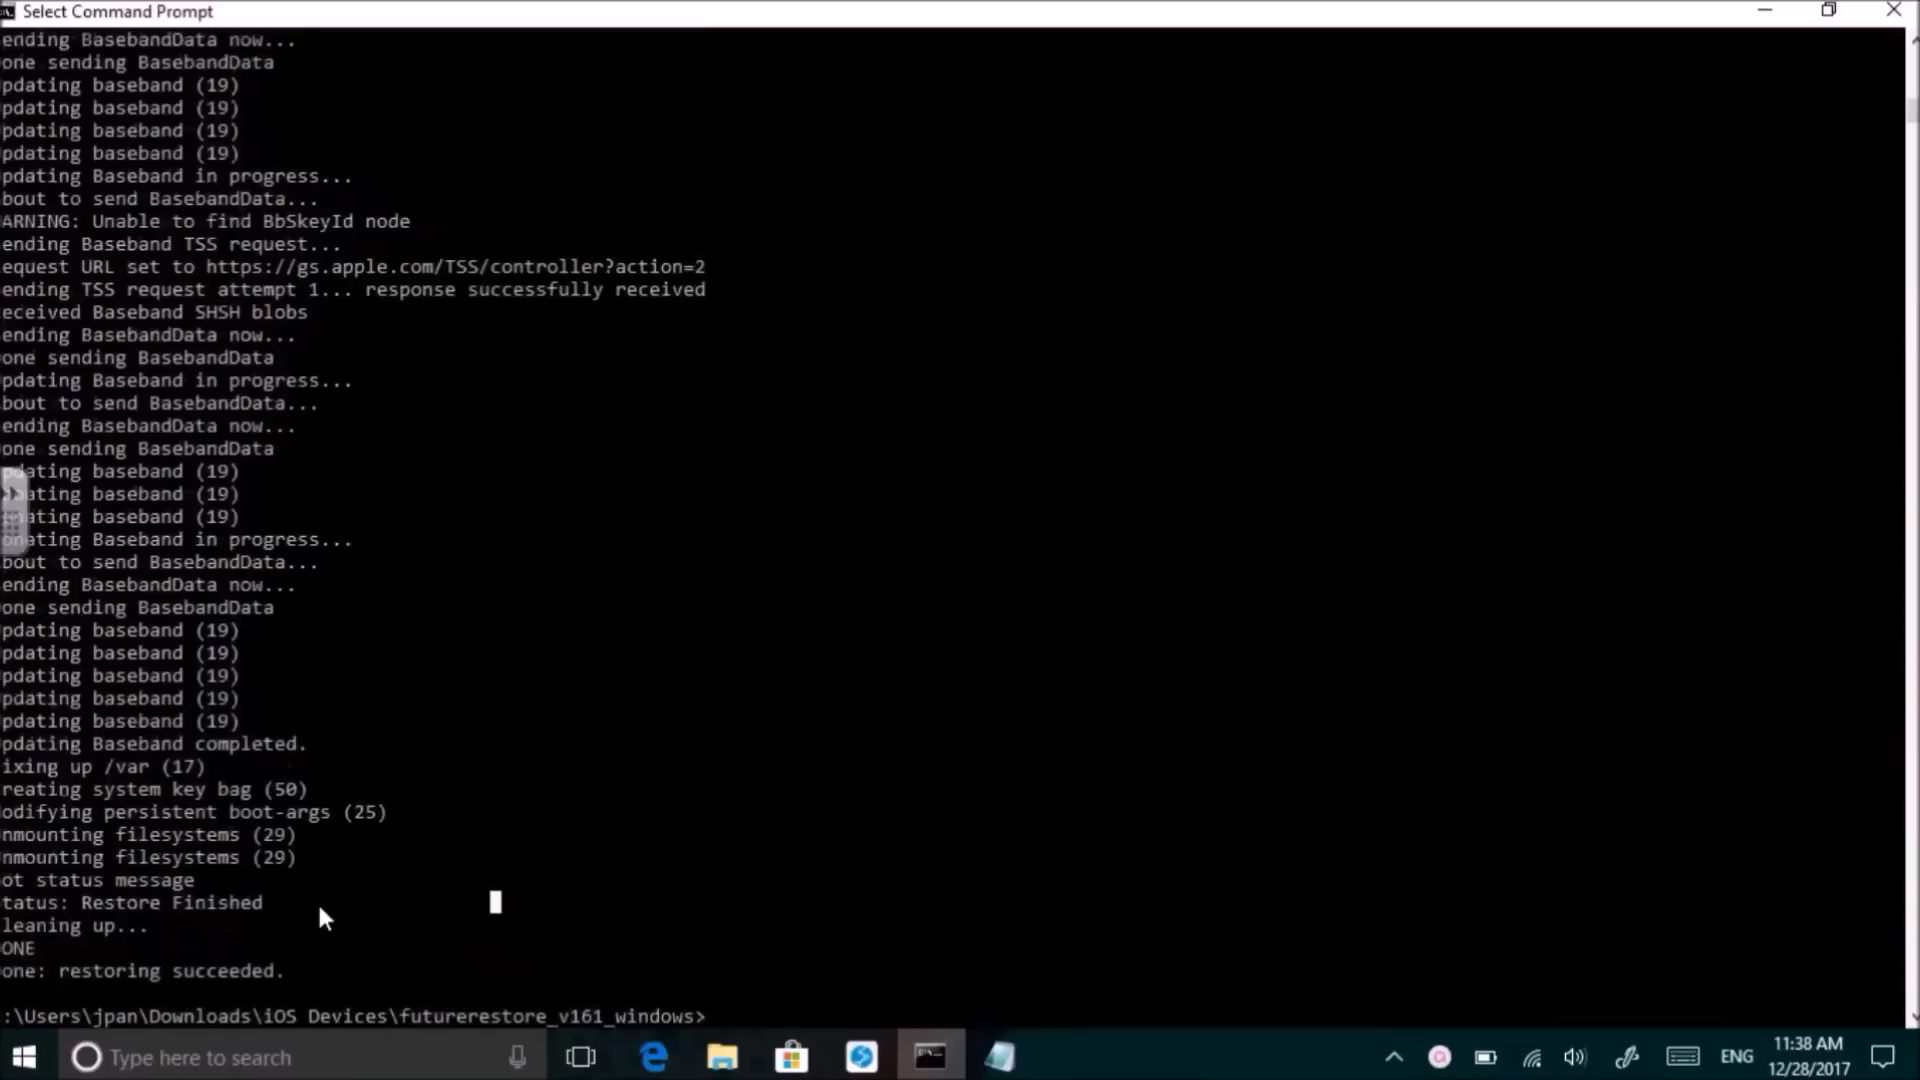 Select Command Prompt
ending BasebandData now...
one sending BasebandData
pdating baseband (19)
pdating baseband (19)
pdating baseband (19)
pdating baseband (19)
pdating Baseband in progress...
bout to send BasebandData...
ARNING: Unable to find BbSkeyId node
ending Baseband TSS request...
equest URL set to https://gs.apple.com/TSS/controller?action=2
ending TSS request attempt 1... response successfully received
eceived Baseband SHSH blobs
ending BasebandData now...
one sending BasebandData
pdating Baseband in progress...
bout to send BasebandData...
ending BasebandData now...
one sending BasebandData
pdating baseband (19)
ating baseband (19)
ating baseband (19)
ating Baseband in progress...
bout to send BasebandData...
ending BasebandData now...
one sending BasebandData
pdating baseband (19)
pdating baseband (19)
pdating baseband (19)
pdating baseband (19)
pdating baseband (19)
pdating Baseband completed.
ixing up /var (17)
reating system key bag (50)
odifying persistent boot-args (25)
nmounting filesystems (29)
nmounting filesystems (29)
ot status message
tatus: Restore Finished
leaning up...
ONE
one: restoring succeeded.
:\Users\jpan\Downloads\iOS Devices\futurerestore_v161_windows>
Type here to search
ENG
11:38 AM
12/28/2017